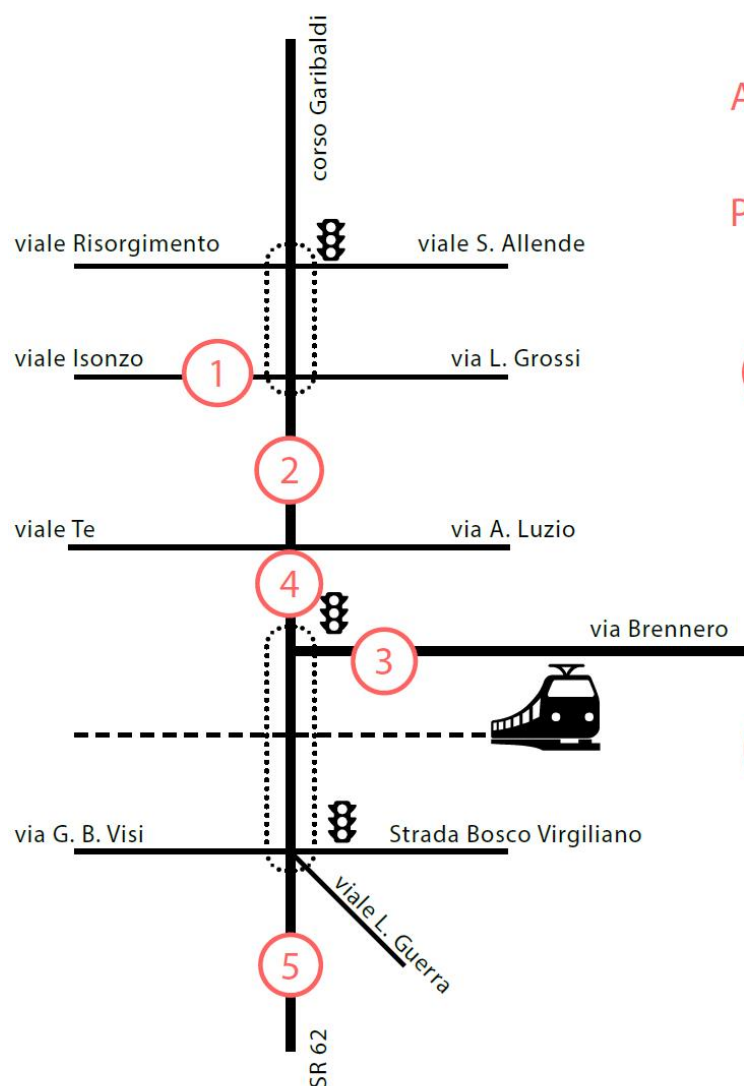 corso Garibaldi
A
P
viale Risorgimento
viale S. Allende
viale Isonzo
1
via L. Grossi
2
viale Te
via A. Luzio
4
via Brennero
3
via G. B. Visi
Strada Bosco Virgiliano
viale L. Guerra
5
SR 62